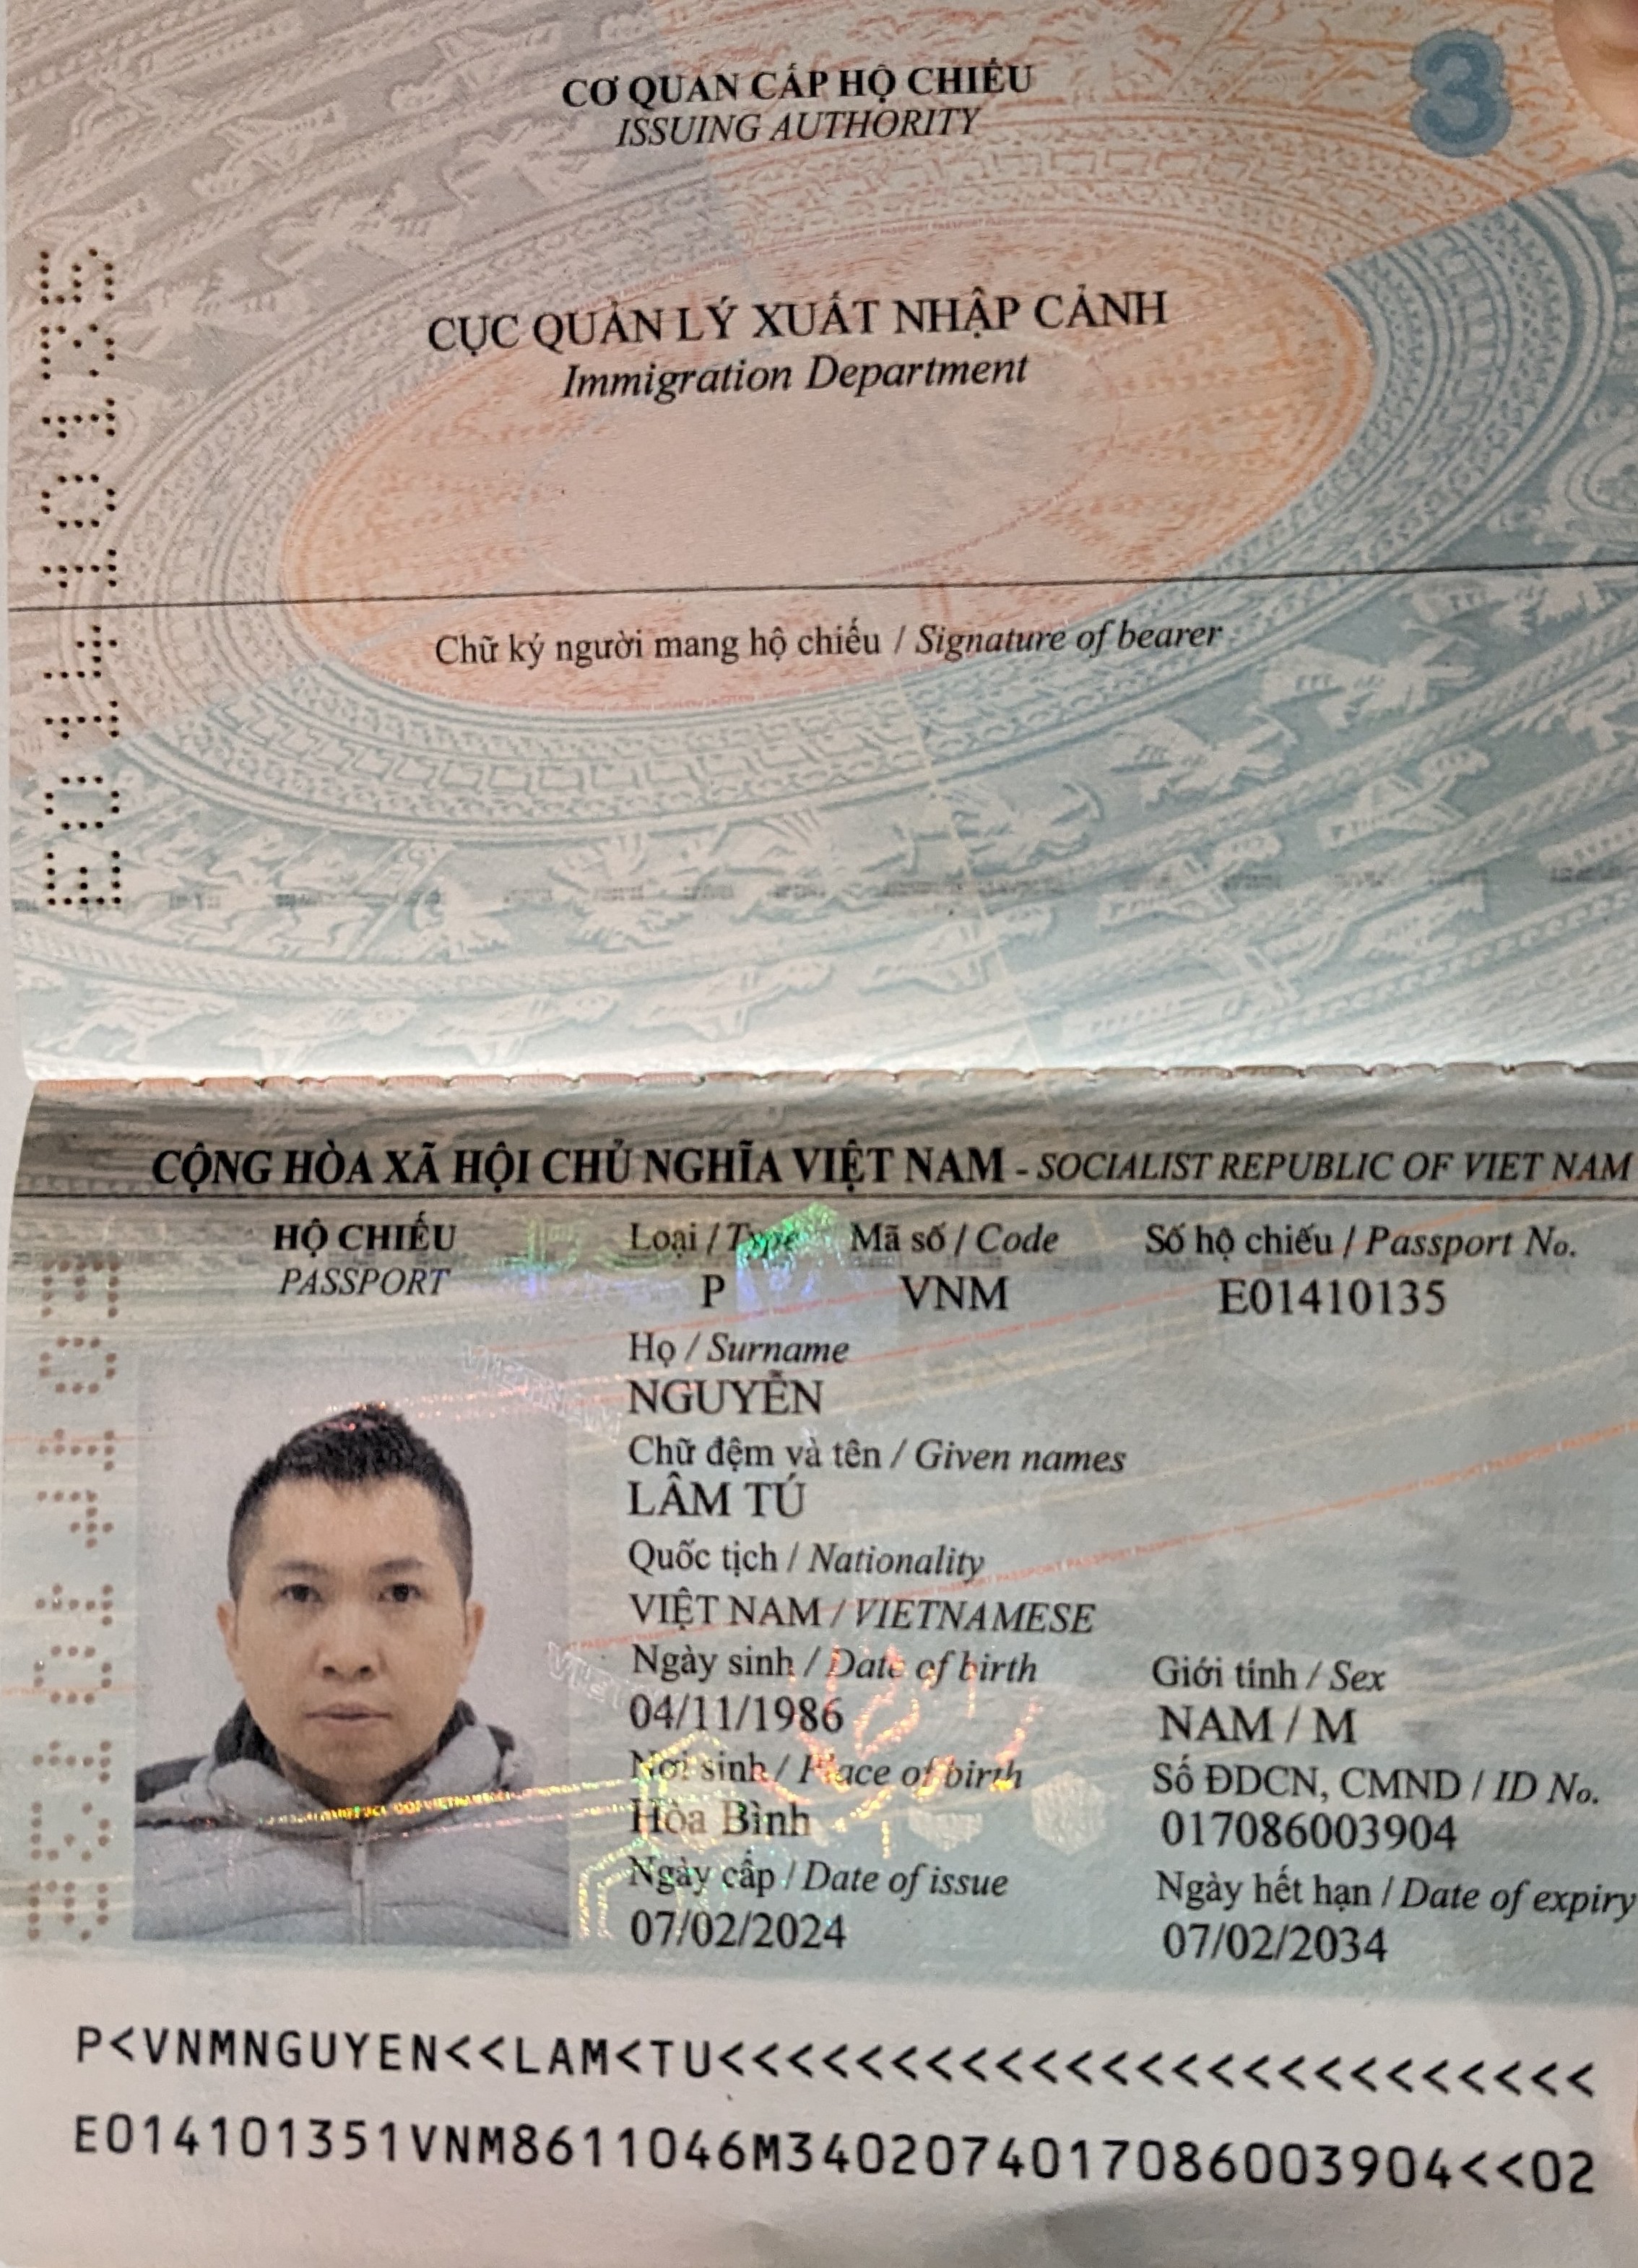 CƠ QUAN CẤP HỘ CHIẾU
ISSUING AUTHORITY
3
CỤC QUẢN LÝ XUẤT NHẬP CẢNH
Immigration Department
Chữ ký người mang hộ chiếu / Signature of bearer
E01410135
CỘNG HÒA XÃ HỘI CHỦ NGHĨA VIỆT NAM - SOCIALIST REPUBLIC OF VIET NAM
HỘ CHIẾU
PASSPORT
Loại / Type Mã số / Code Số hộ chiếu / Passport No.
P VNM E01410135
Họ / Surname
NGUYỄN
Chữ đệm và tên / Given names
LÂM TÚ
Quốc tịch / Nationality
VIỆT NAM / VIETNAMESE
Ngày sinh / Date of birth Giới tính / Sex
04/11/1986 NAM / M
Nơi sinh / Place of birth Số ĐDCN, CMND / ID No.
Hòa Bình 017086003904
Ngày cấp / Date of issue Ngày hết hạn / Date of expiry
07/02/2024 07/02/2034
E01410135
P<VNMNGUYEN<<LAM<TU<<<<<<<<<<<<<<<<<<<<<<<<<
E014101351VNM8611046M3402074017086003904<<02